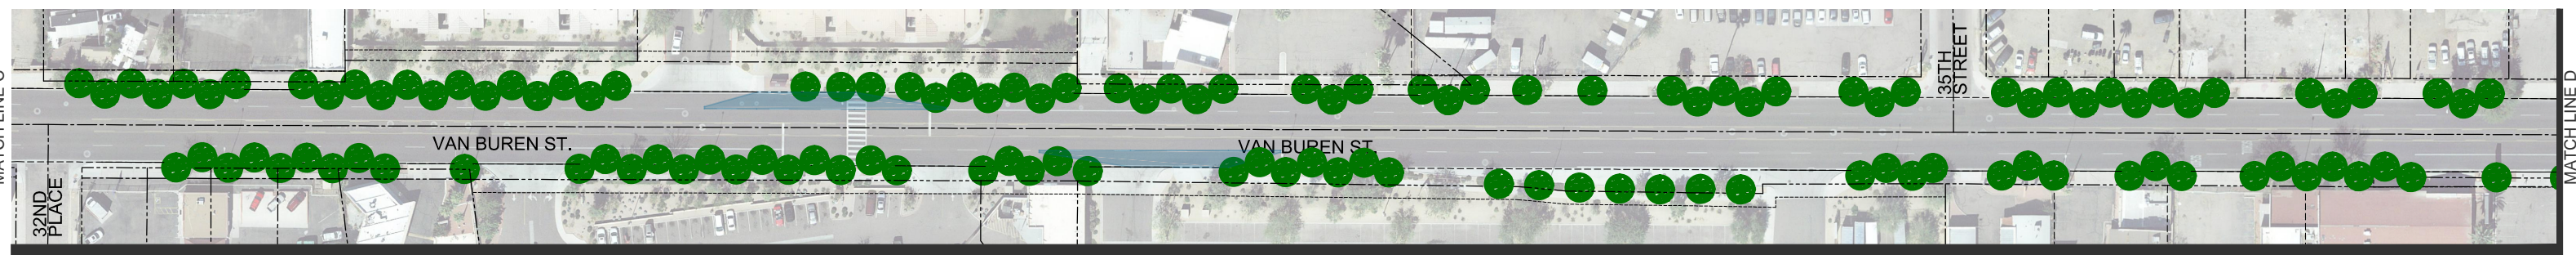 MATCH LINE C
32ND
PLACE
VAN BUREN ST.
VAN BUREN ST.
35TH
STREET
MATCH LINE D